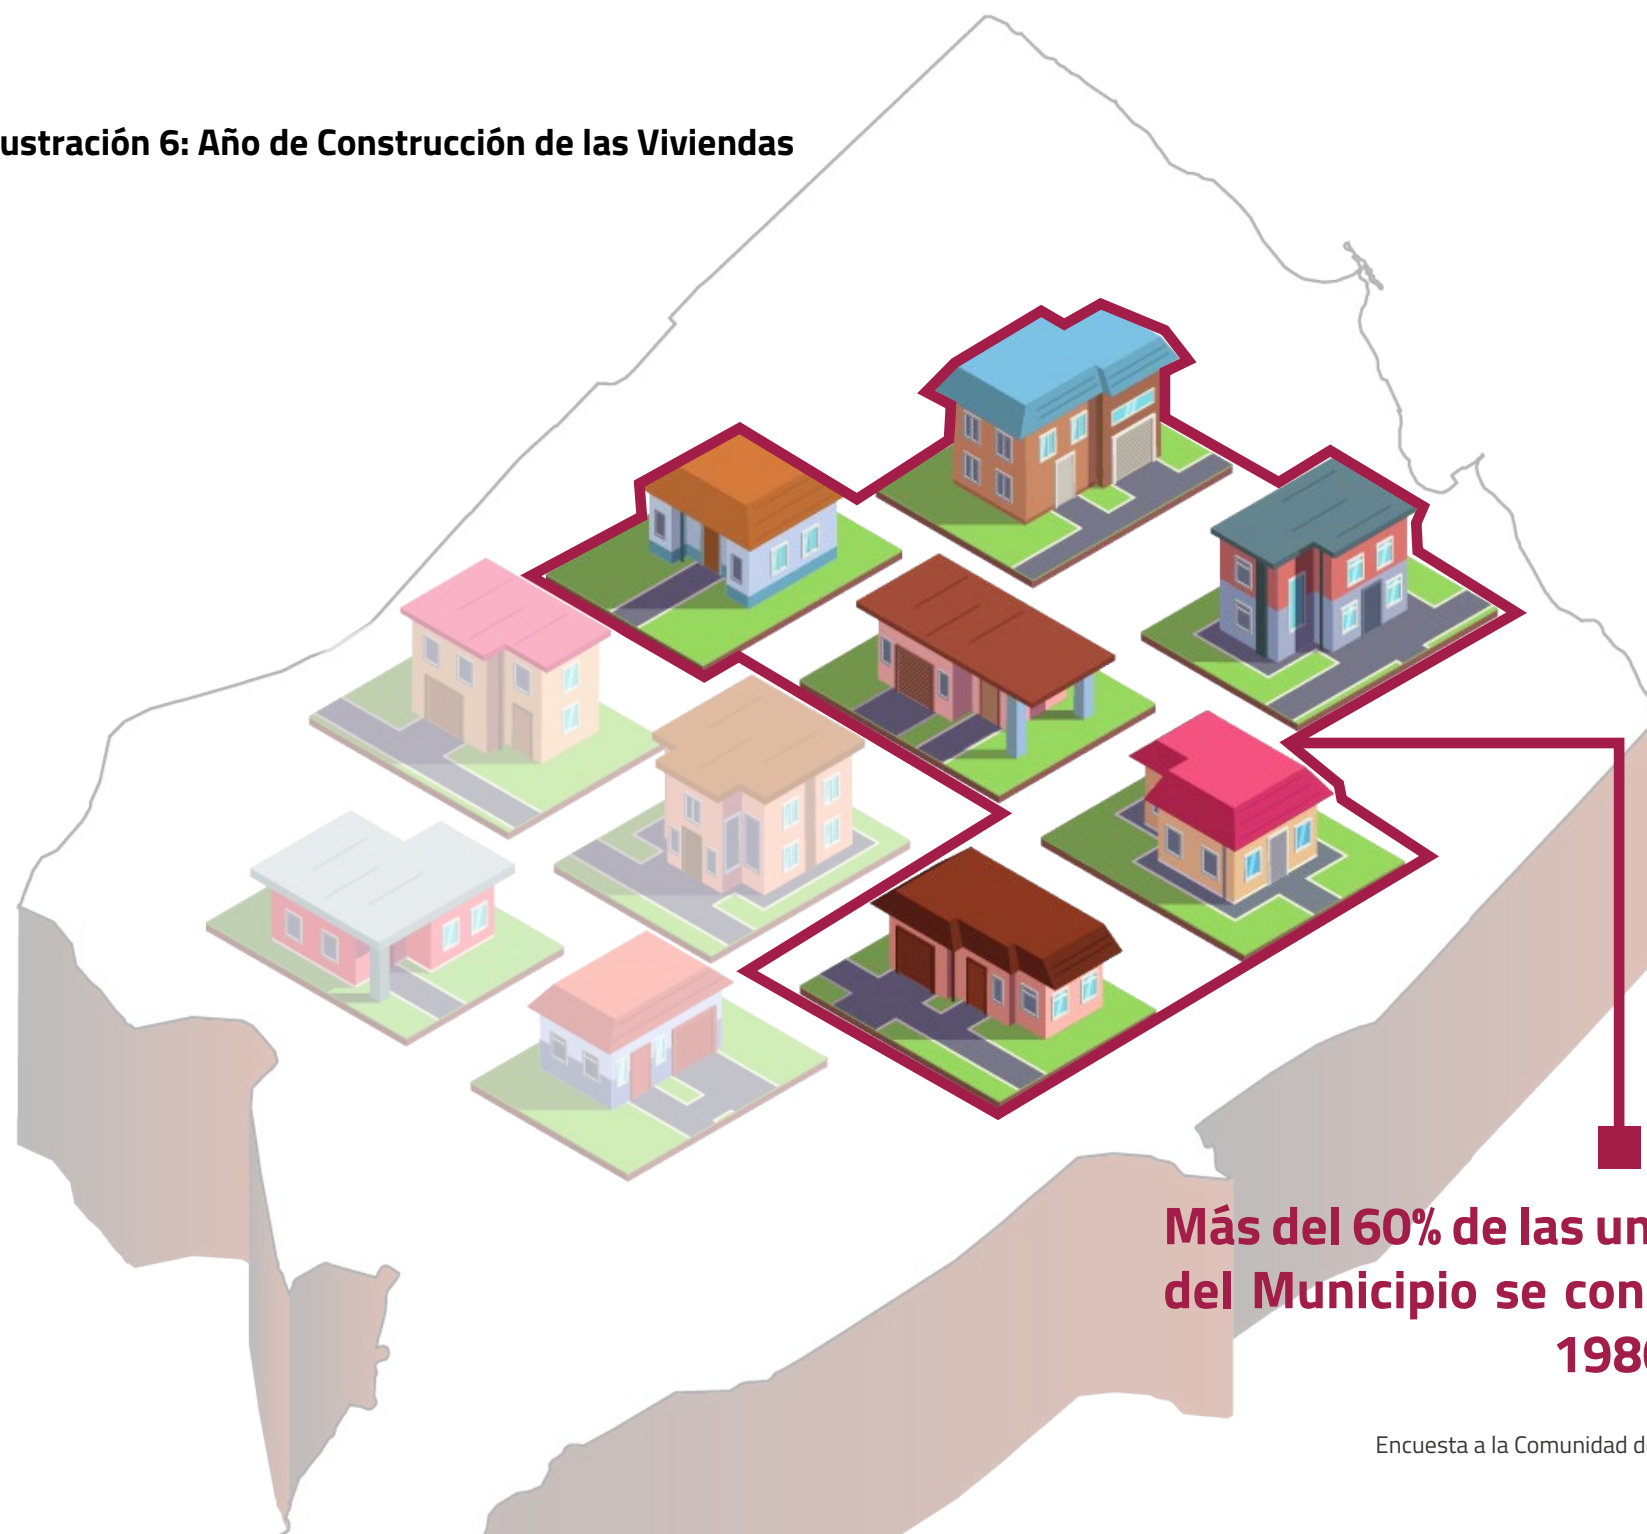 ustración 6: Año de Construcción de las Viviendas
Más del 60% de las un
del Municipio se con
1980
Encuesta a la Comunidad d